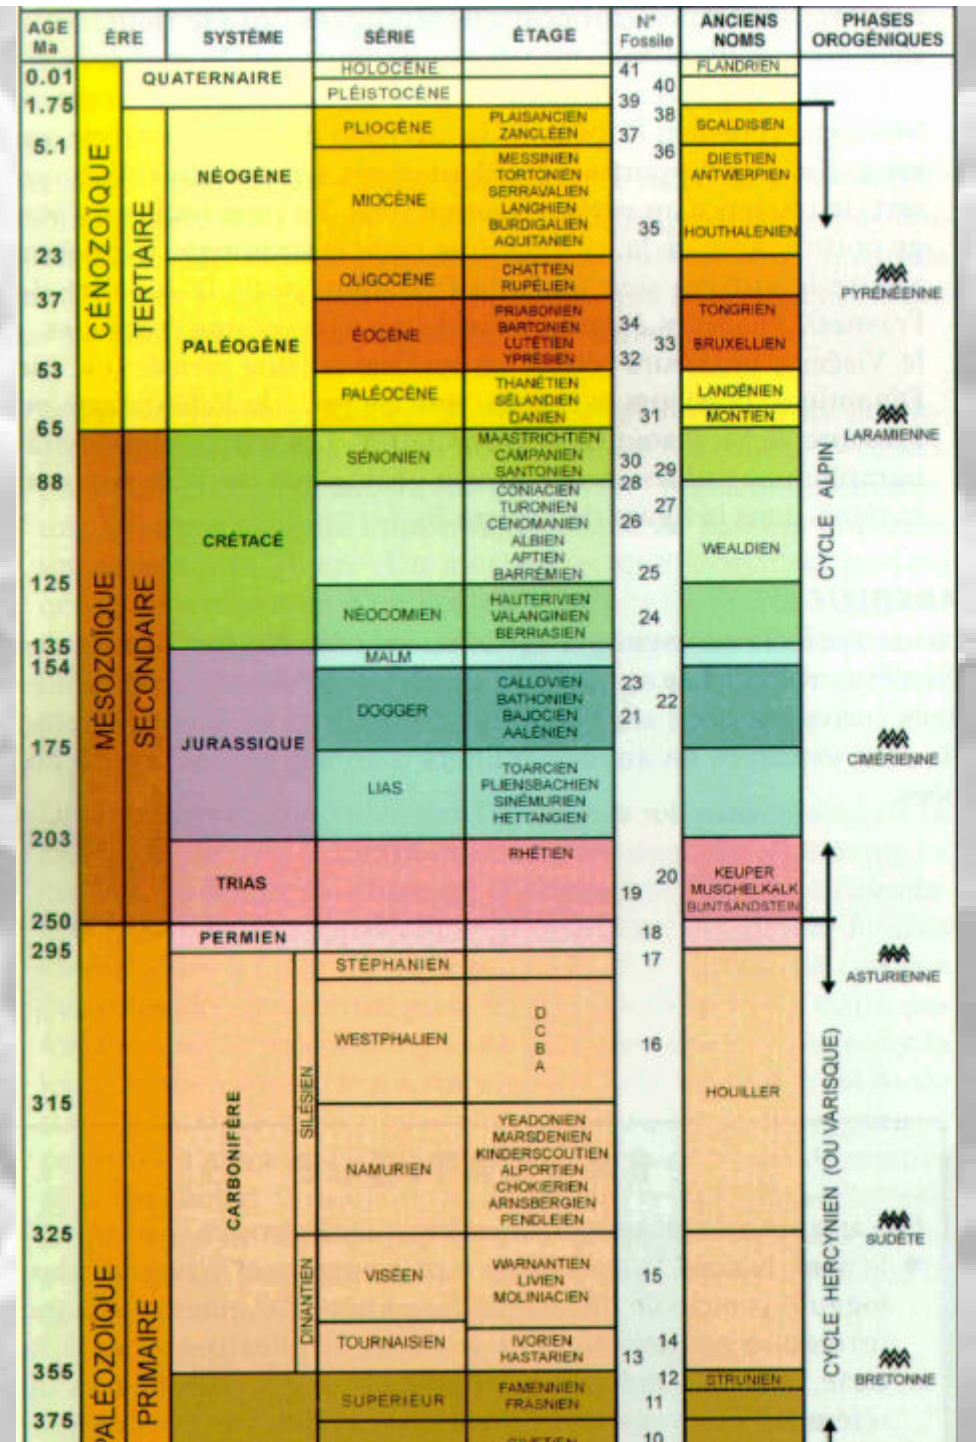 AGE Ma
ÈRE
SYSTÈME
SÉRIE
ÉTAGE
N° Fossile
ANCIENS NOMS
PHASES OROGÉNIQUES
0.01
1.75
5.1
23
37
53
65
88
125
135
154
175
203
250
295
315
325
355
375
CÉNOZOÏQUE
MÉSOZOÏQUE
PALÉOZOÏQUE
TERTIAIRE
SECONDAIRE
PRIMAIRE
QUATERNAIRE
NÉOGÈNE
PALÉOGÈNE
CRÉTACÉ
JURASSIQUE
TRIAS
PERMIEN
CARBONIFÈRE
SILÉSIEN
DINANTIEN
HOLOCÈNE
PLÉISTOCÈNE
PLIOCÈNE
MIOCÈNE
OLIGOCÈNE
ÉOCÈNE
PALÉOCÈNE
SÉNONIEN
NÉOCOMIEN
MALM
DOGGER
LIAS
STÉPHANIEN
WESTPHALIEN
NAMURIEN
VISÉEN
TOURNAISIEN
SUPÉRIEUR
PLAISANCIEN
ZANCLÉEN
MESSINIEN
TORTONIEN
SERRAVALIEN
LANGHIEN
BURDIGALIEN
AQUITANIEN
CHATTIEN
RUPÉLIEN
PRIABONIEN
BARTONIEN
LUTÉTIEN
YPRÉSIEN
THANÉTIEN
SÉLANDIEN
DANIEN
MAASTRICHTIEN
CAMPANIEN
SANTONIEN
CONIACIEN
TURONIEN
CÉNOMANIEN
ALBIEN
APTIEN
BARRÉMIEN
HAUTERIVIEN
VALANGINIEN
BERRIASIEN
CALLOVIEN
BATHONIEN
BAJOCIEN
AALÉNIEN
TOARCIEN
PLIENSBACHIEN
SINÉMURIEN
HETTANGIEN
RHÉTIEN
D
C
B
A
YEADONIEN
MARSDENIEN
KINDERSCOUTIEN
ALPORTIEN
CHOKIERIEN
ARNSBERGIEN
PENDLEIEN
WARNANTIEN
LIVIEN
MOLINIACIEN
IVORIEN
HASTARIEN
FAMENNIEN
FRASNIEN
GIVETIEN
41
40
39
38
37
36
35
34
33
32
31
30
29
28
27
26
25
24
23
22
21
20
19
18
17
16
15
14
13
12
11
10
FLANDRIEN
SCALDISIEN
DIESTIEN
ANTWERPIEN
HOUTHALENIEN
TONGRIEN
BRUXELLIEN
LANDÉNIEN
MONTIEN
WEALDIEN
KEUPER
MUSCHELKALK
BUNTSANDSTEIN
HOUILLER
STRUNIEN
PYRÉNÉENNE
LARAMIENNE
CYCLE ALPIN
CIMÉRIENNE
ASTURIENNE
CYCLE HERCYNIEN (OU VARISQUE)
SUDÈTE
BRETONNE